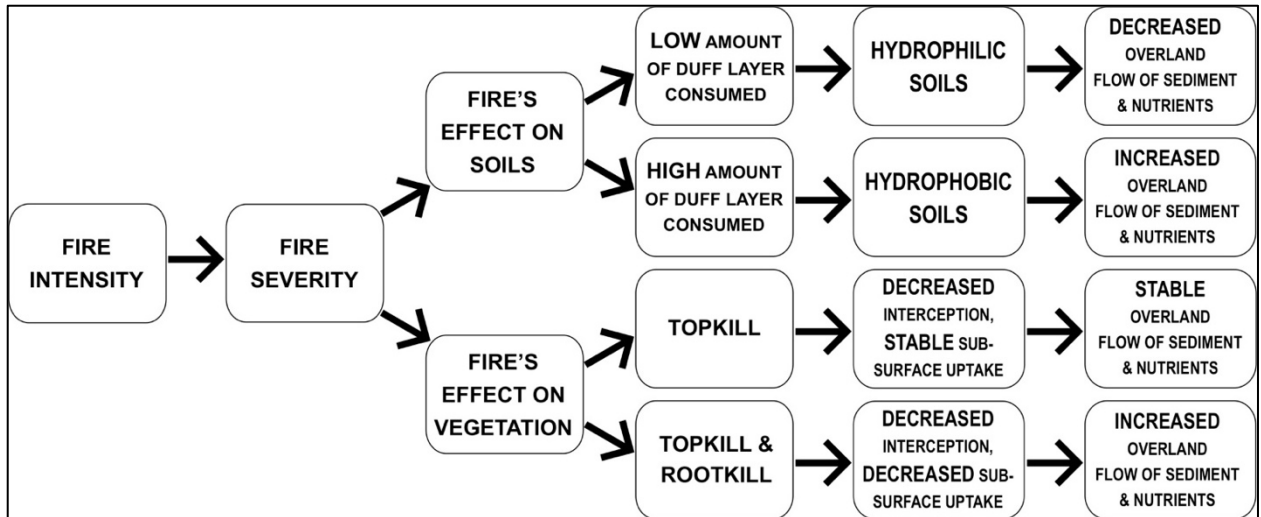 FIRE
INTENSITY
FIRE
SEVERITY
FIRE'S
EFFECT ON
SOILS
LOW AMOUNT
OF DUFF LAYER
CONSUMED
HYDROPHILIC
SOILS
DECREASED
OVERLAND
FLOW OF SEDIMENT
& NUTRIENTS
HIGH AMOUNT
OF DUFF LAYER
CONSUMED
HYDROPHOBIC
SOILS
INCREASED
OVERLAND
FLOW OF SEDIMENT
& NUTRIENTS
FIRE'S
EFFECT ON
VEGETATION
TOPKILL
DECREASED
INTERCEPTION,
STABLE SUB-
SURFACE UPTAKE
STABLE
OVERLAND
FLOW OF SEDIMENT
& NUTRIENTS
TOPKILL &
ROOTKILL
DECREASED
INTERCEPTION,
DECREASED SUB-
SURFACE UPTAKE
INCREASED
OVERLAND
FLOW OF SEDIMENT
& NUTRIENTS